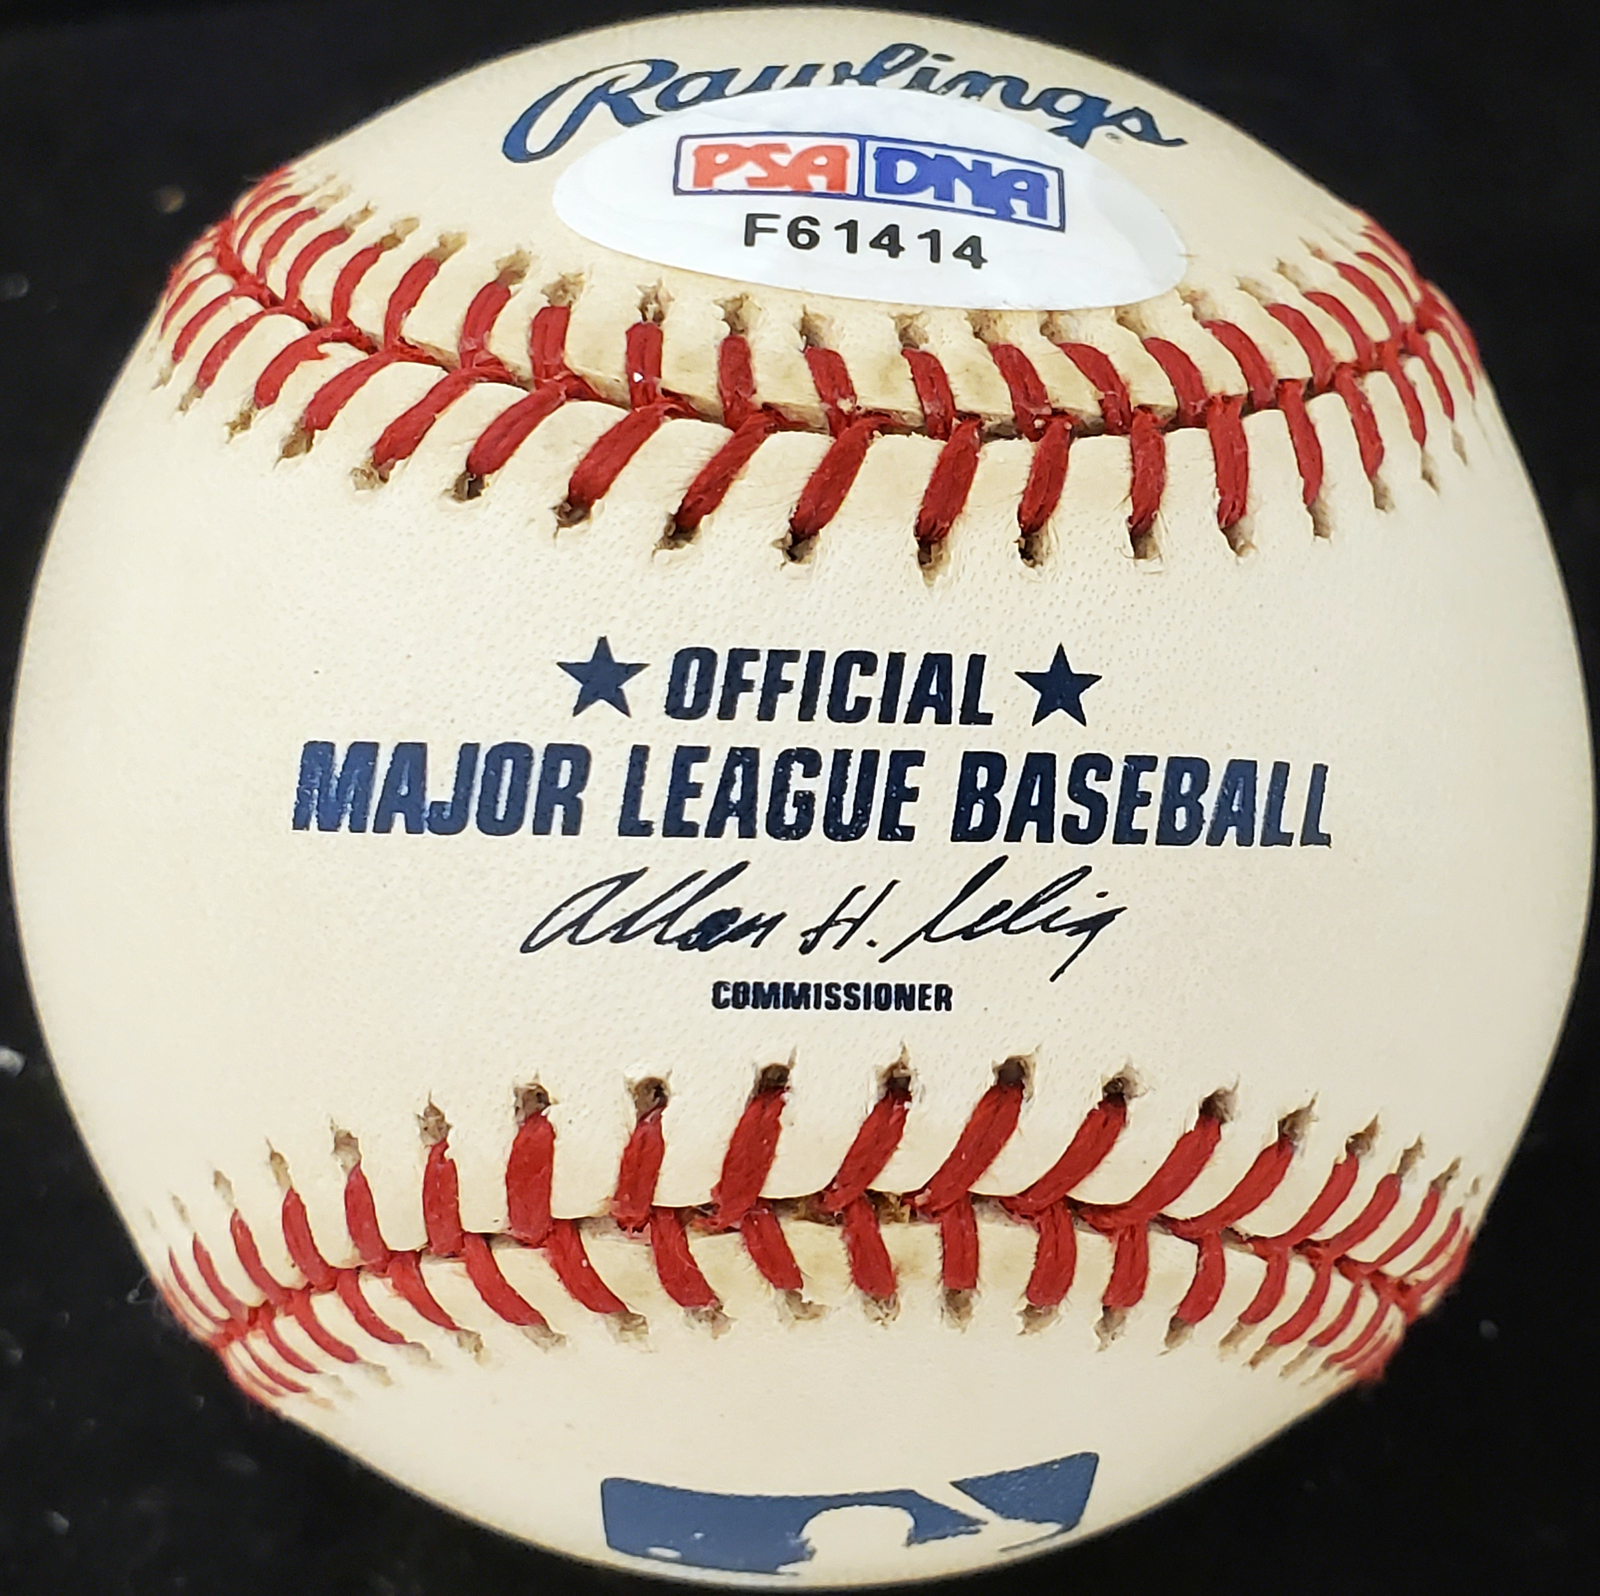 Rawlings
PSA DNA
F61414
★ OFFICIAL ★
MAJOR LEAGUE BASEBALL
Allan H. Selig
COMMISSIONER